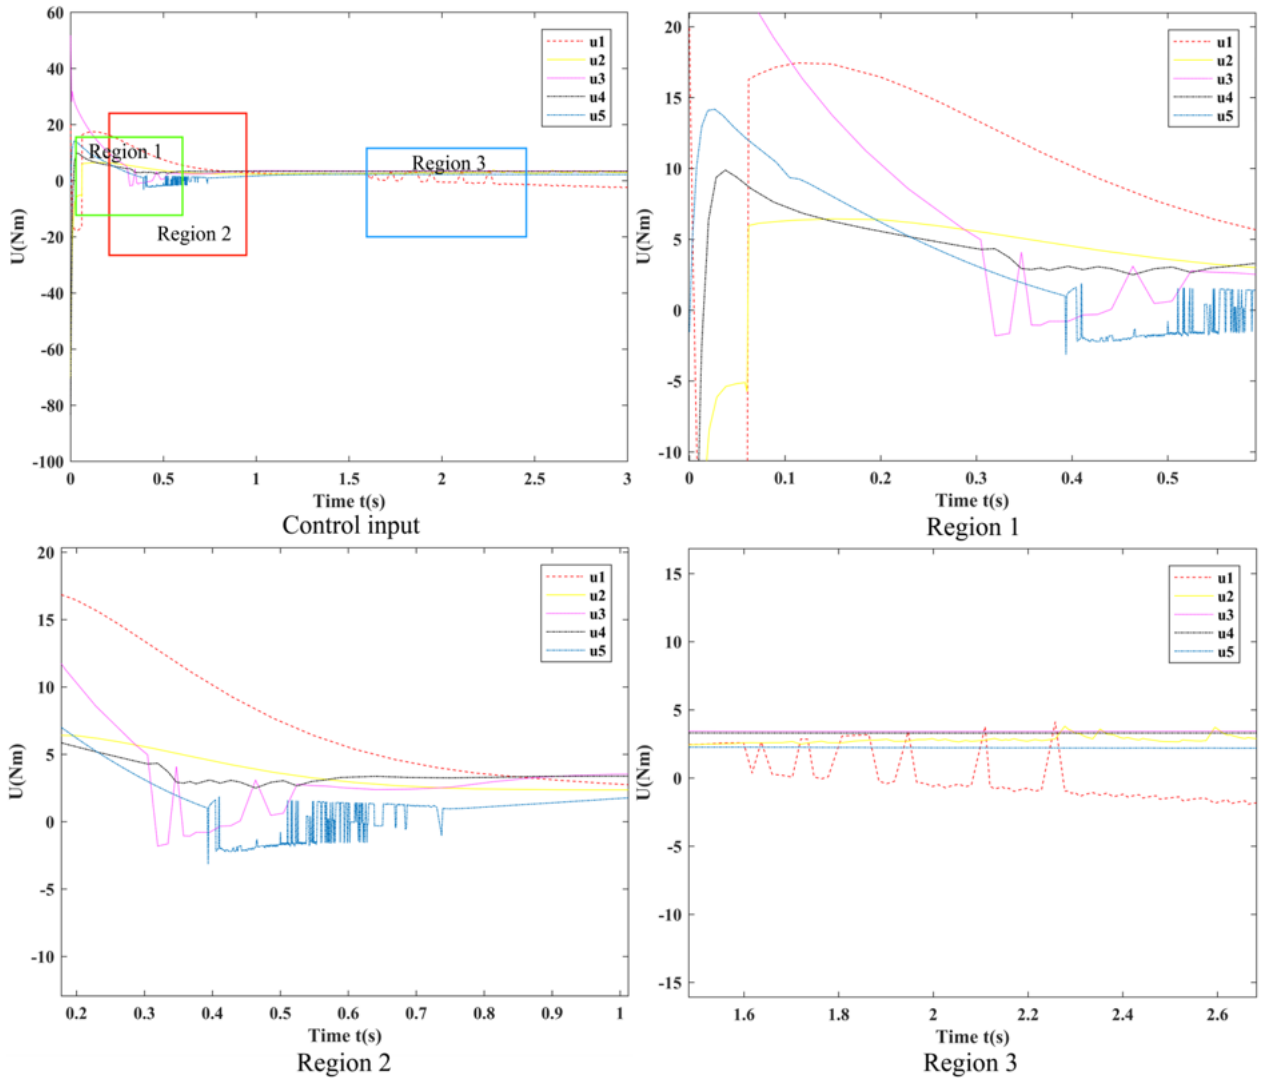 60
40
20
0
-20
-40
-60
-80
-100
U(Nm)
u1
u2
u3
u4
u5
Region 1
Region 2
Region 3
0
0.5
1
1.5
2
2.5
3
Time t(s)
Control input
20
15
10
5
0
-5
-10
U(Nm)
u1
u2
u3
u4
u5
0
0.1
0.2
0.3
0.4
0.5
Time t(s)
Region 1
20
15
10
5
0
-5
-10
U(Nm)
u1
u2
u3
u4
u5
0.2
0.3
0.4
0.5
0.6
0.7
0.8
0.9
1
Time t(s)
Region 2
15
10
5
0
-5
-10
-15
U(Nm)
u1
u2
u3
u4
u5
1.6
1.8
2
2.2
2.4
2.6
Time t(s)
Region 3